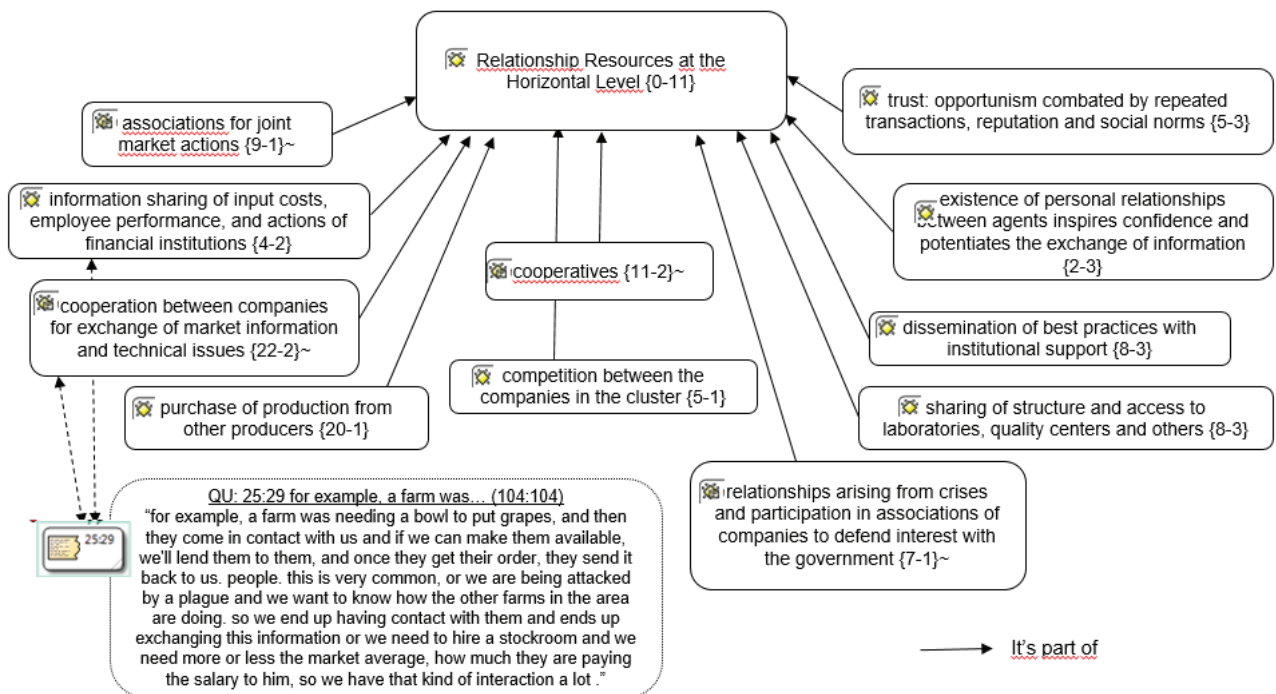 Relationship Resources at the
Horizontal Level {0-11}
associations for joint
market actions {9-1}~
trust: opportunism combated by repeated
transactions, reputation and social norms {5-3}
information sharing of input costs,
employee performance, and actions of
financial institutions {4-2}
existence of personal relationships
between agents inspires confidence and
potentiates the exchange of information
{2-3}
cooperatives {11-2}~
cooperation between companies
for exchange of market information
and technical issues {22-2}~
dissemination of best practices with
institutional support {8-3}
competition between the
companies in the cluster {5-1}
purchase of production from
other producers {20-1}
sharing of structure and access to
laboratories, quality centers and others {8-3}
relationships arising from crises
and participation in associations of
companies to defend interest with
the government {7-1}~
25:29
QU: 25:29 for example, a farm was... (104:104)
“for example, a farm was needing a bowl to put grapes, and then
they come in contact with us and if we can make them available,
we'll lend them to them, and once they get their order, they send it
back to us. people. this is very common, or we are being attacked
by a plague and we want to know how the other farms in the area
are doing. so we end up having contact with them and ends up
exchanging this information or we need to hire a stockroom and we
need more or less the market average, how much they are paying
the salary to him, so we have that kind of interaction a lot .”
It's part of